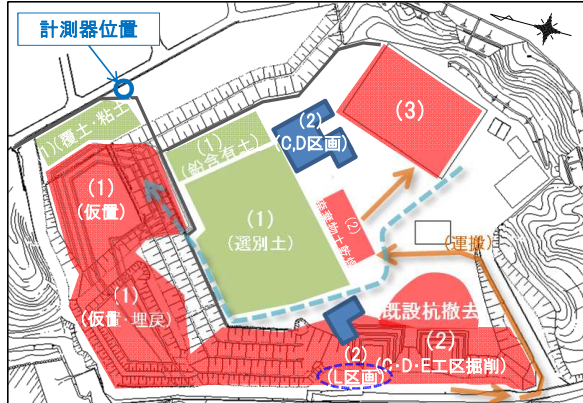 計測器位置
(1)(覆土・粘土)
(1)
(鉛含有土)
(2)
(C,D区画)
(3)
(1)
(仮置)
(1)
(選別土)
(2)
(運搬)
(1)
(仮置・埋戻)
既設杭撤去
(2)
(L区画)
(2)
(C・D・E工区掘削)